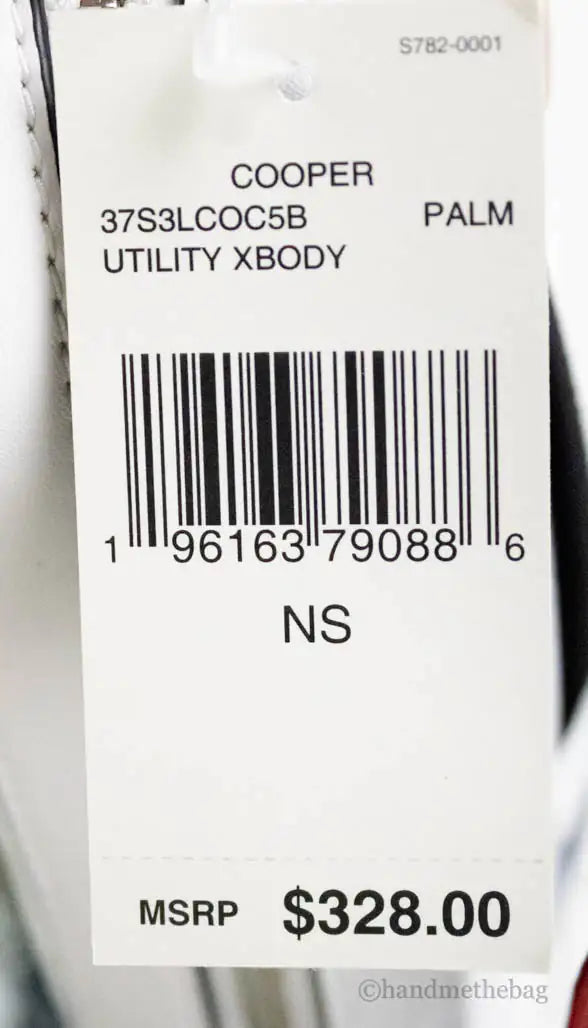 S782-0001
COOPER
37S3LCOC5B PALM
UTILITY XBODY
1 96163 79088 6
NS
MSRP $328.00
©handmethebag